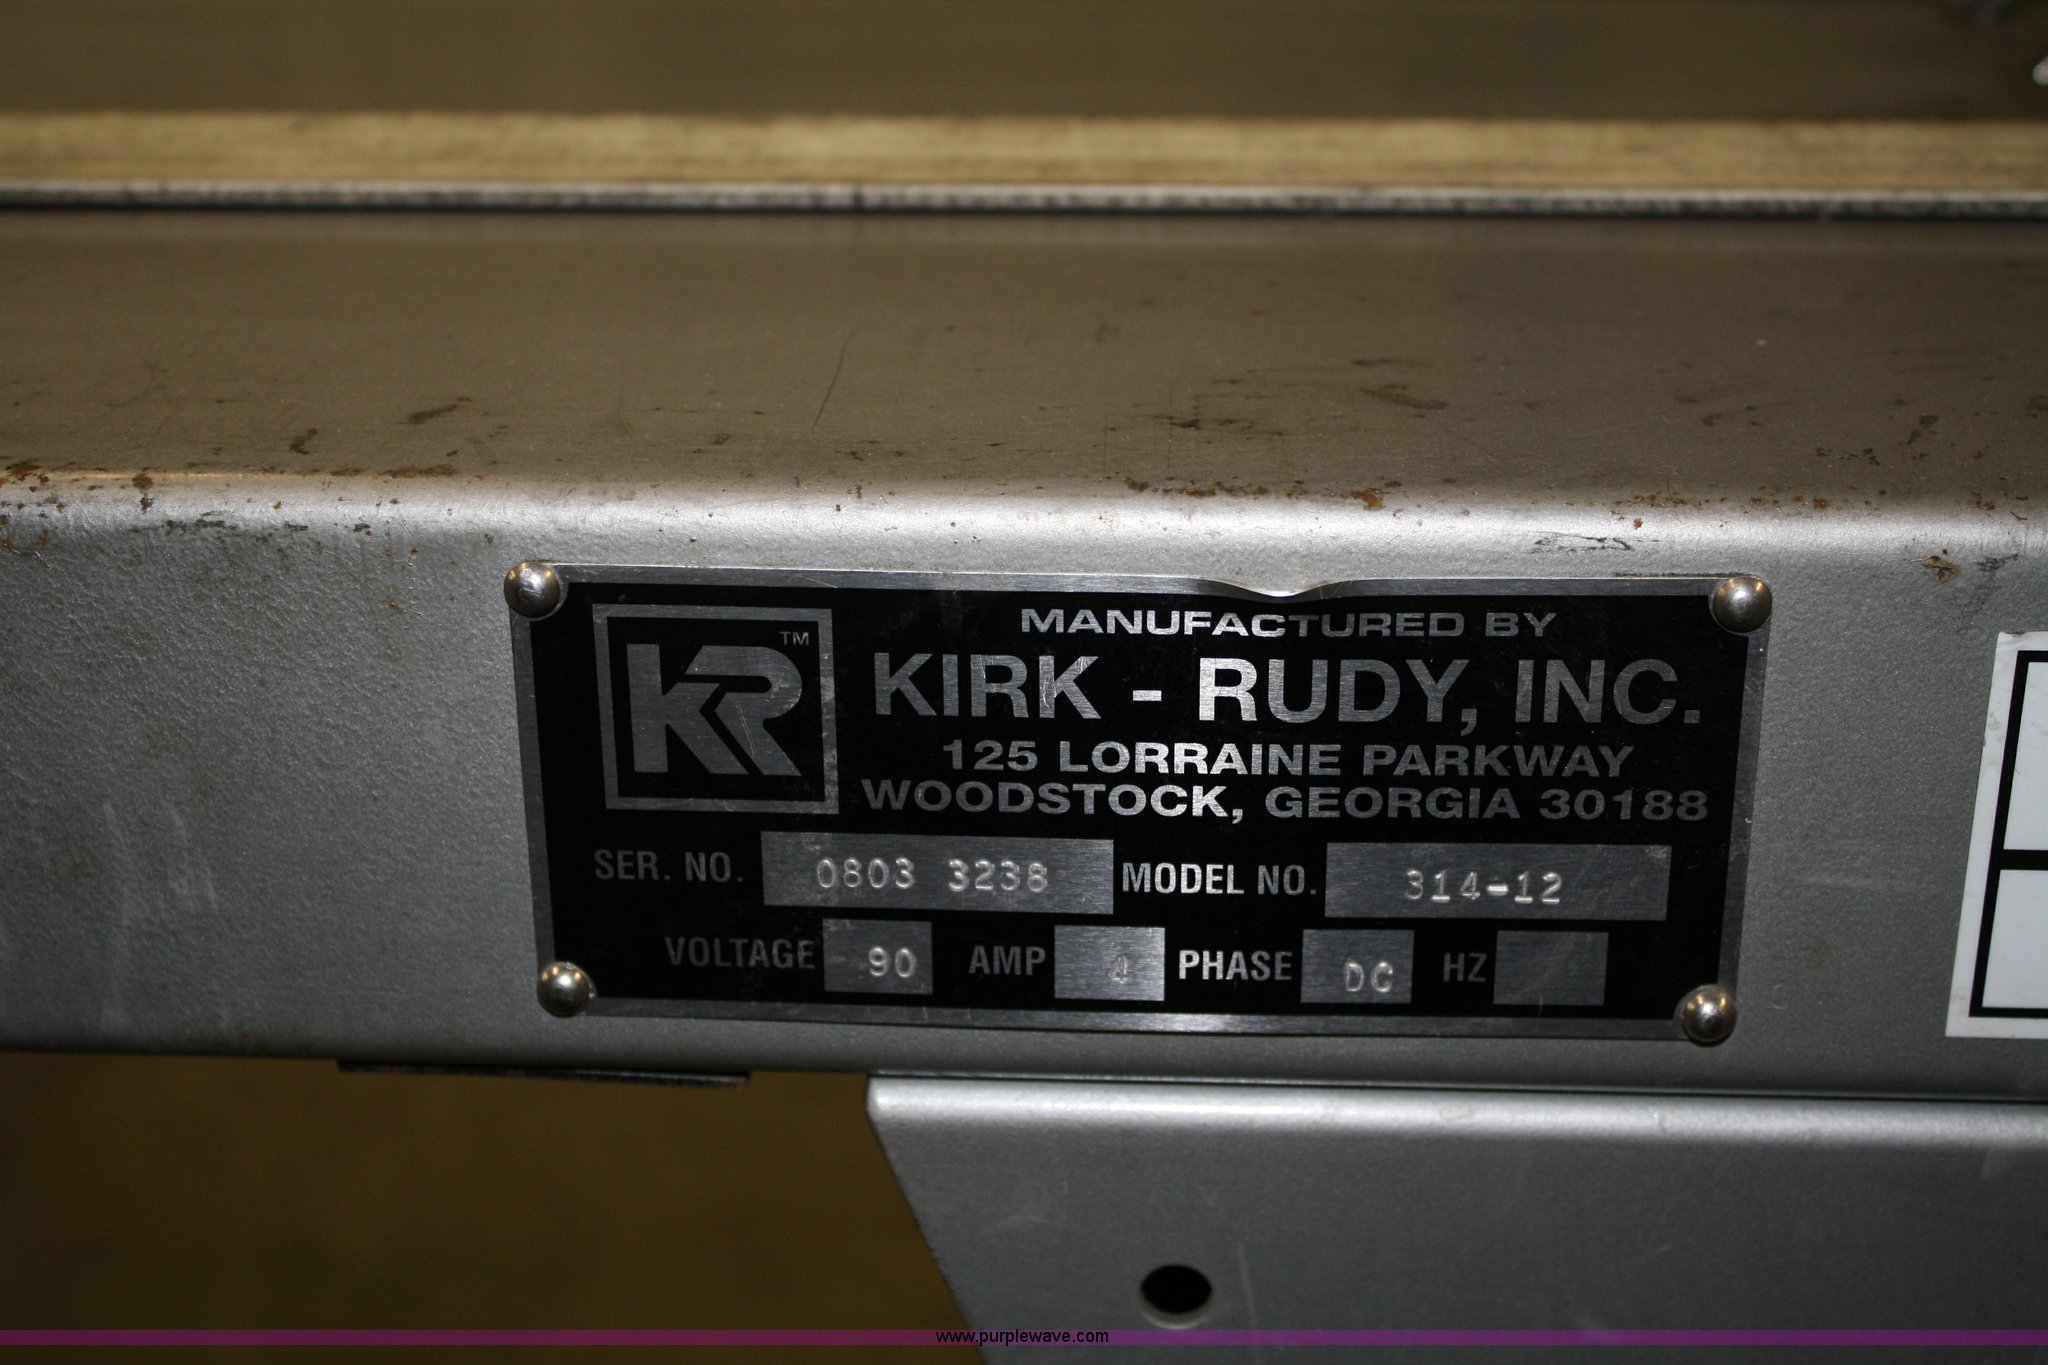 KR TM
MANUFACTURED BY
KIRK - RUDY, INC.
125 LORRAINE PARKWAY
WOODSTOCK, GEORGIA 30188
SER. NO. 0803 3238 MODEL NO. 314-12
VOLTAGE 90 AMP 4 PHASE DC HZ
www.purplewave.com